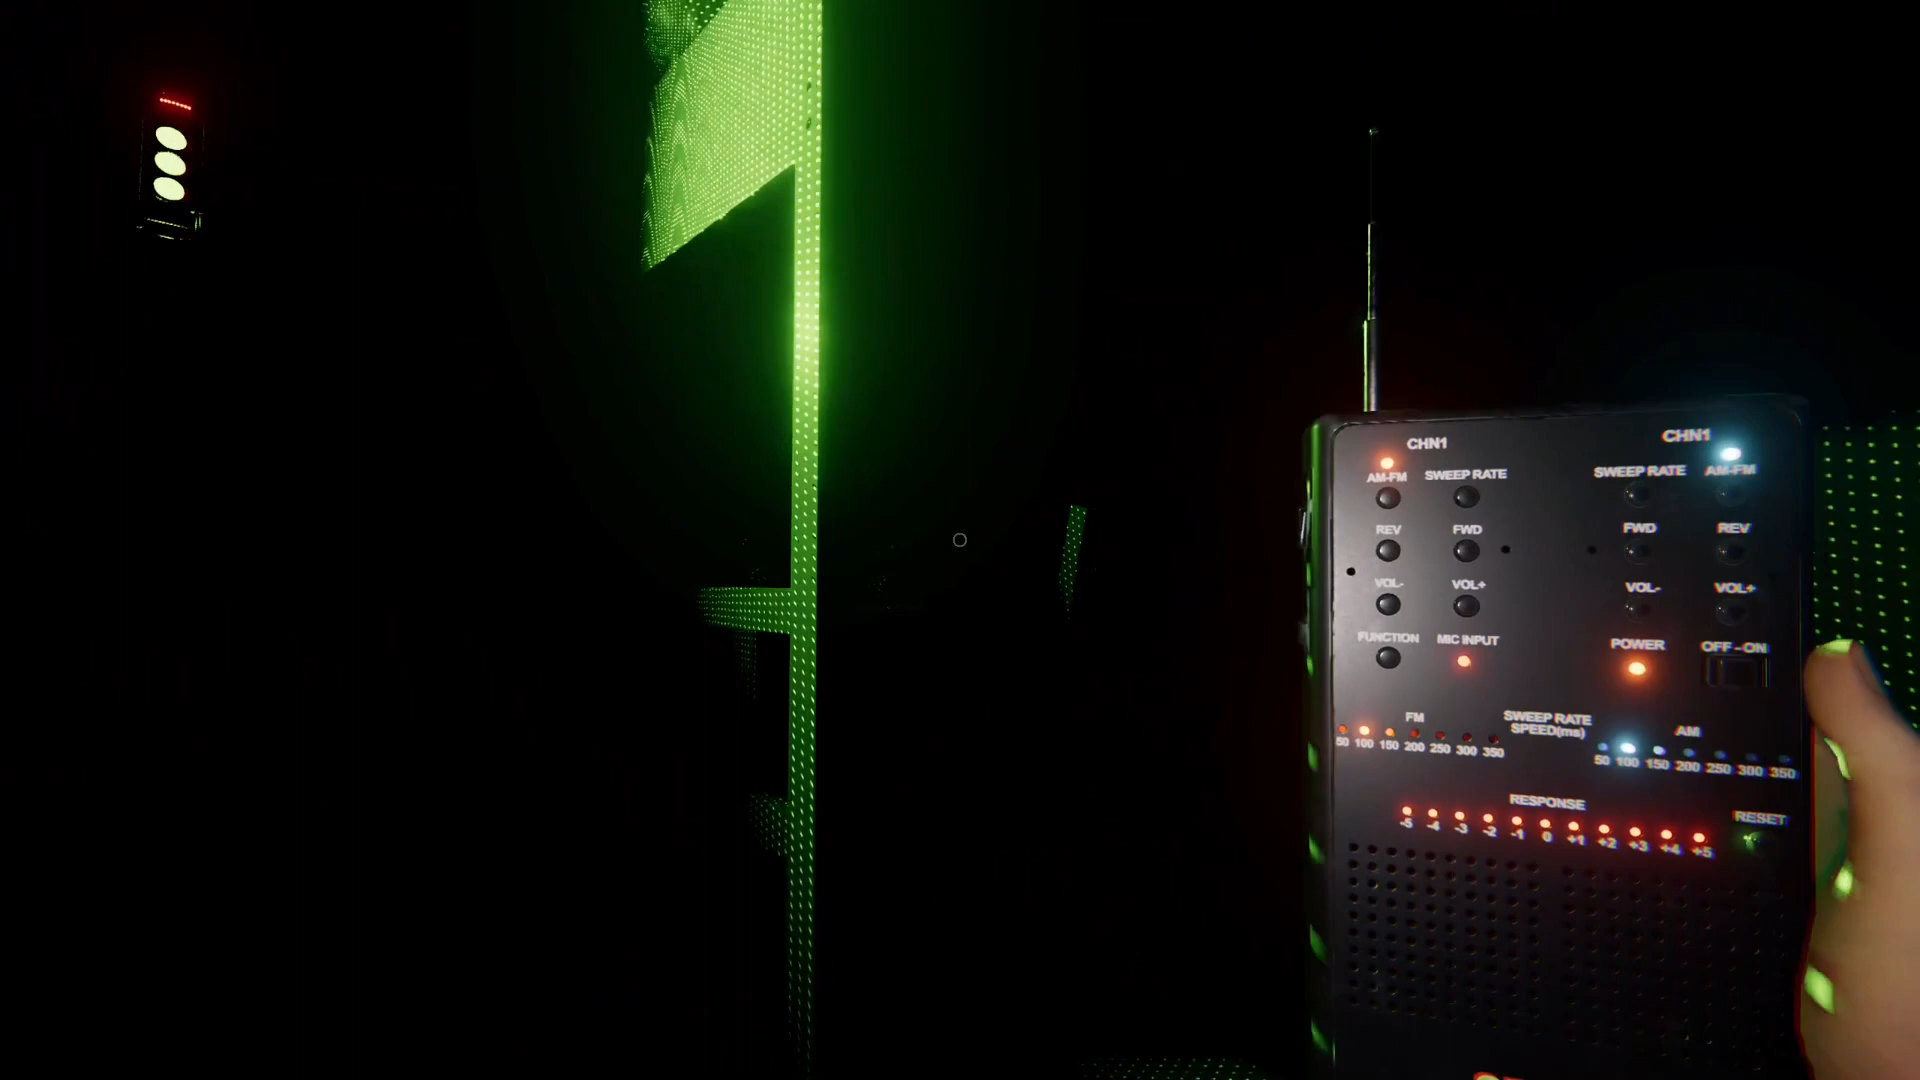 CHN1 CHN1
AM-FM SWEEP RATE SWEEP RATE AM-FM
REV FWD FWD REV
VOL- VOL+ VOL- VOL+
FUNCTION MIC INPUT POWER OFF - ON
FM SWEEP RATE AM
SPEED(ms)
50 100 150 200 250 300 350 50 100 150 200 250 300 350
RESPONSE RESET
-5 -4 -3 -2 -1 0 +1 +2 +3 +4 +5